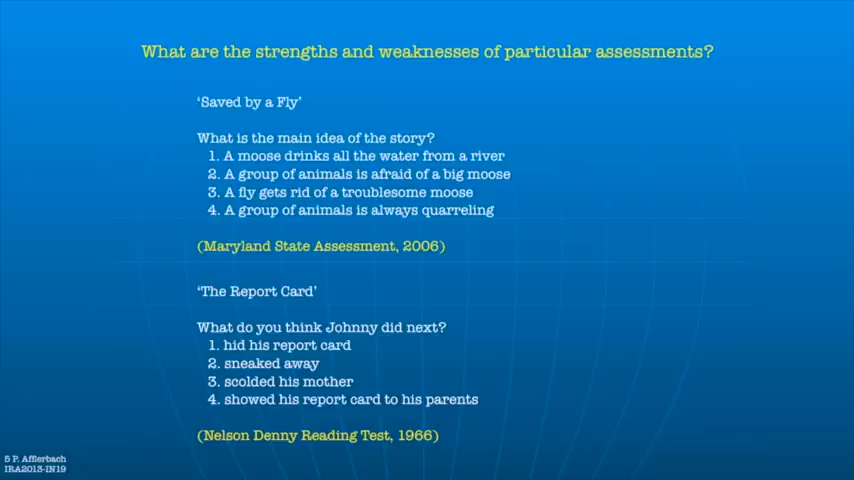 What are the strengths and weaknesses of particular assessments?
‘Saved by a Fly’
What is the main idea of the story?
1. A moose drinks all the water from a river
2. A group of animals is afraid of a big moose
3. A fly gets rid of a troublesome moose
4. A group of animals is always quarreling
(Maryland State Assessment, 2006)
‘The Report Card’
What do you think Johnny did next?
1. hid his report card
2. sneaked away
3. scolded his mother
4. showed his report card to his parents
(Nelson Denny Reading Test, 1966)
5 P. Afflerbach
IRA2013-IN19